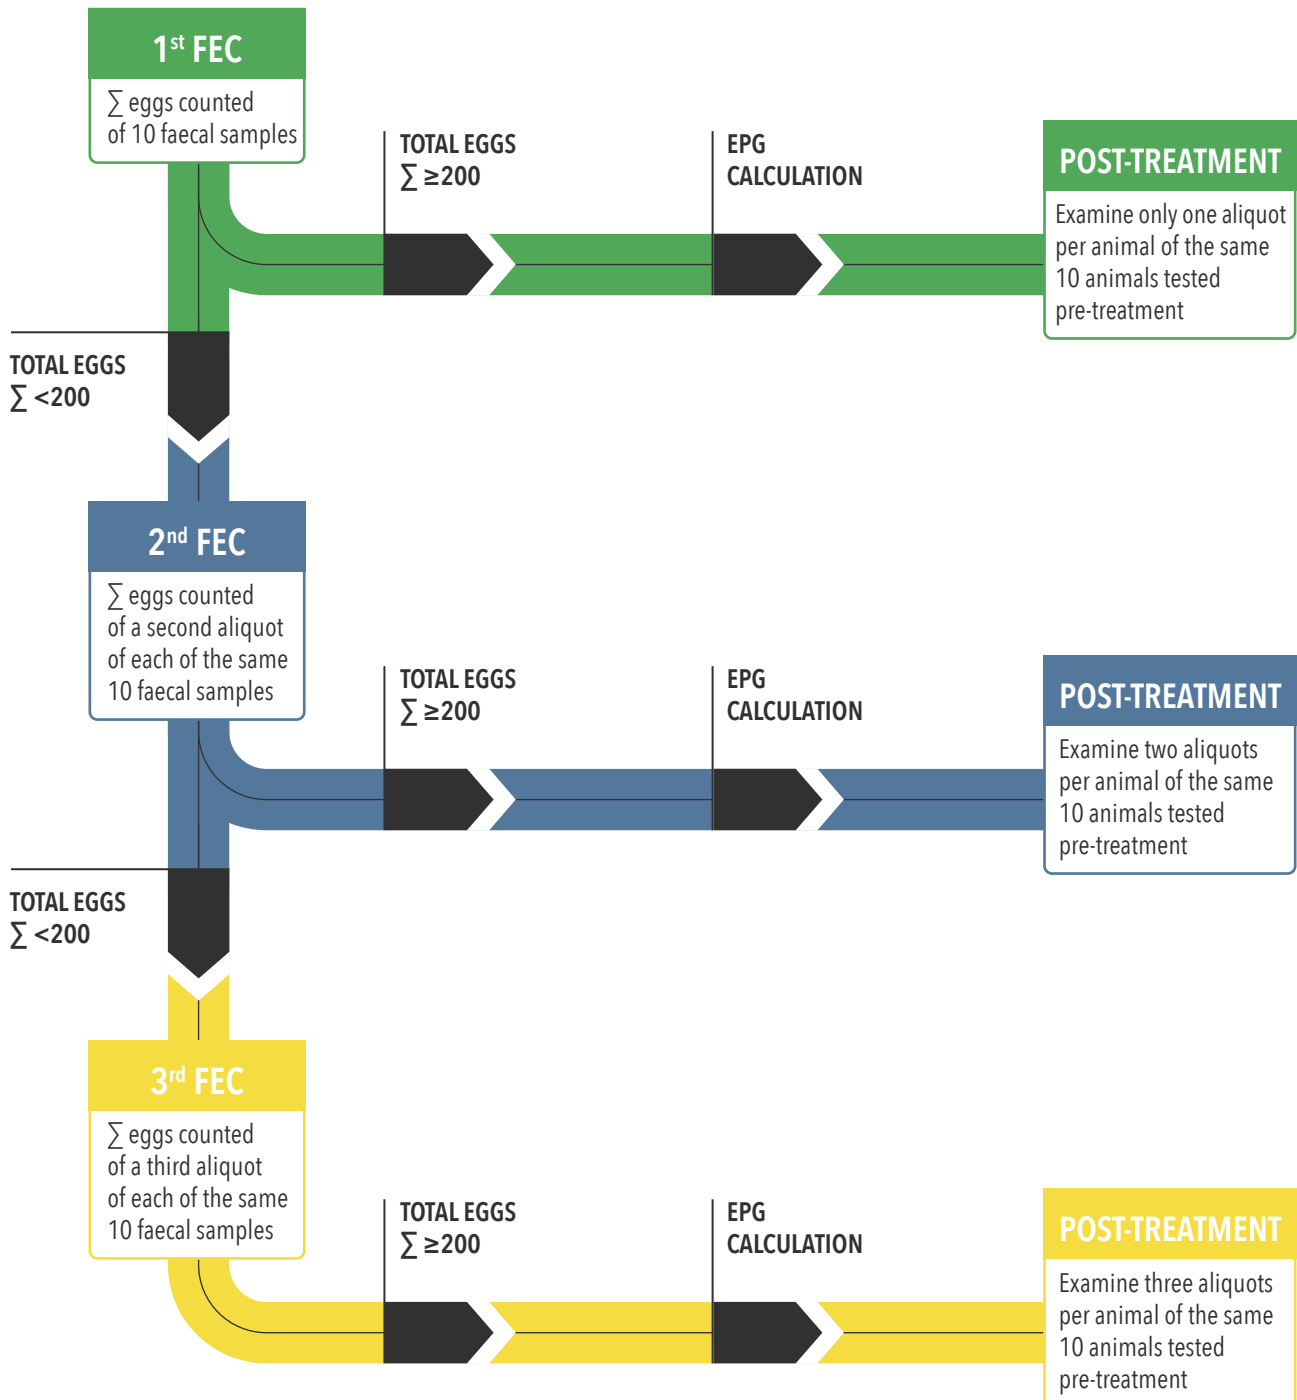 1st FEC
∑ eggs counted
of 10 faecal samples
TOTAL EGGS
∑ ≥200
EPG
CALCULATION
POST-TREATMENT
Examine only one aliquot
per animal of the same
10 animals tested
pre-treatment
TOTAL EGGS
∑ <200
2nd FEC
∑ eggs counted
of a second aliquot
of each of the same
10 faecal samples
TOTAL EGGS
∑ ≥200
EPG
CALCULATION
POST-TREATMENT
Examine two aliquots
per animal of the same
10 animals tested
pre-treatment
TOTAL EGGS
∑ <200
3rd FEC
∑ eggs counted
of a third aliquot
of each of the same
10 faecal samples
TOTAL EGGS
∑ ≥200
EPG
CALCULATION
POST-TREATMENT
Examine three aliquots
per animal of the same
10 animals tested
pre-treatment